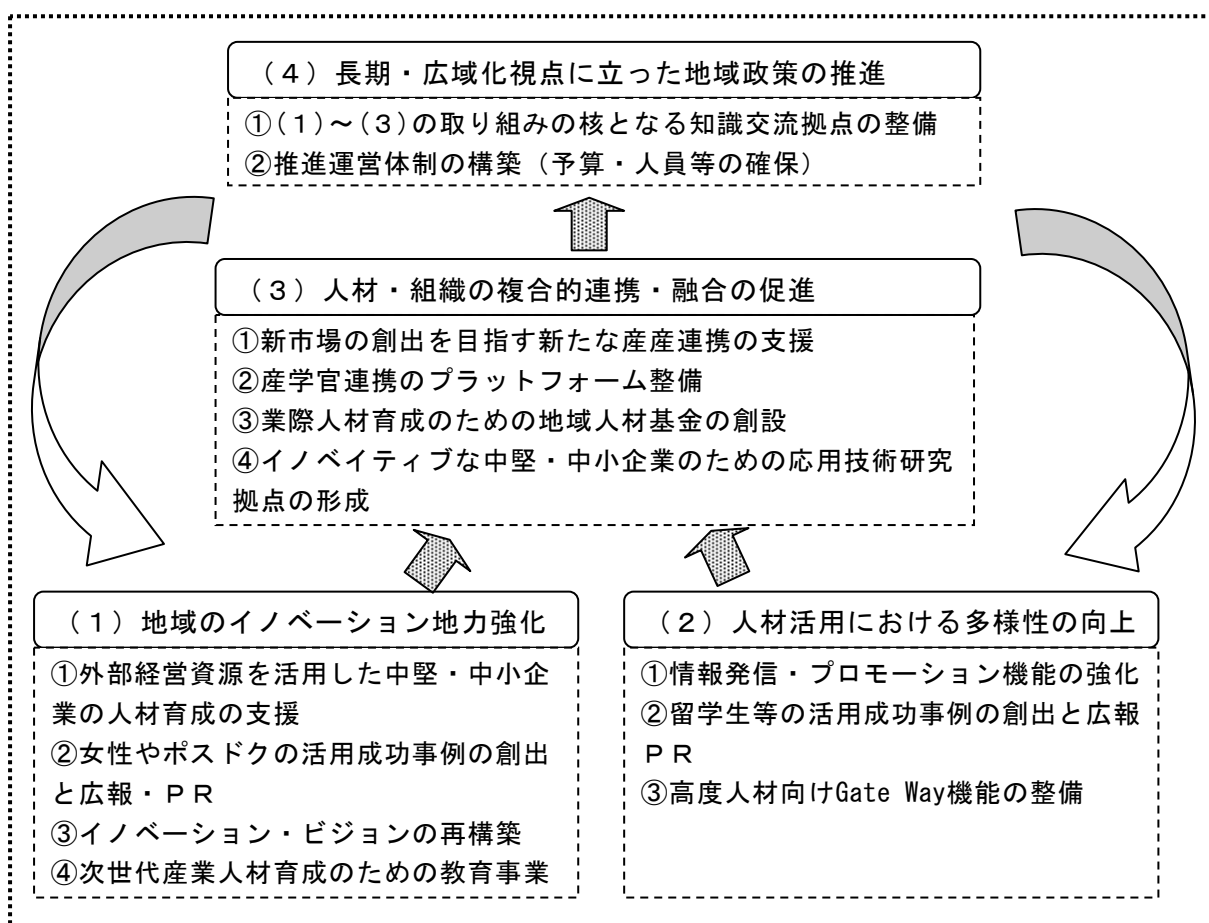 （４）長期・広域化視点に立った地域政策の推進
①(１)～(３)の取り組みの核となる知識交流拠点の整備
②推進運営体制の構築（予算・人員等の確保）
（３）人材・組織の複合的連携・融合の促進
①新市場の創出を目指す新たな産産連携の支援
②産学官連携のプラットフォーム整備
③業際人材育成のための地域人材基金の創設
④イノベイティブな中堅・中小企業のための応用技術研究
拠点の形成
（１）地域のイノベーション地力強化
①外部経営資源を活用した中堅・中小企
業の人材育成の支援
②女性やポスドクの活用成功事例の創出
と広報・ＰＲ
③イノベーション・ビジョンの再構築
④次世代産業人材育成のための教育事業
（２）人材活用における多様性の向上
①情報発信・プロモーション機能の強化
②留学生等の活用成功事例の創出と広報
ＰＲ
③高度人材向けGate Way機能の整備